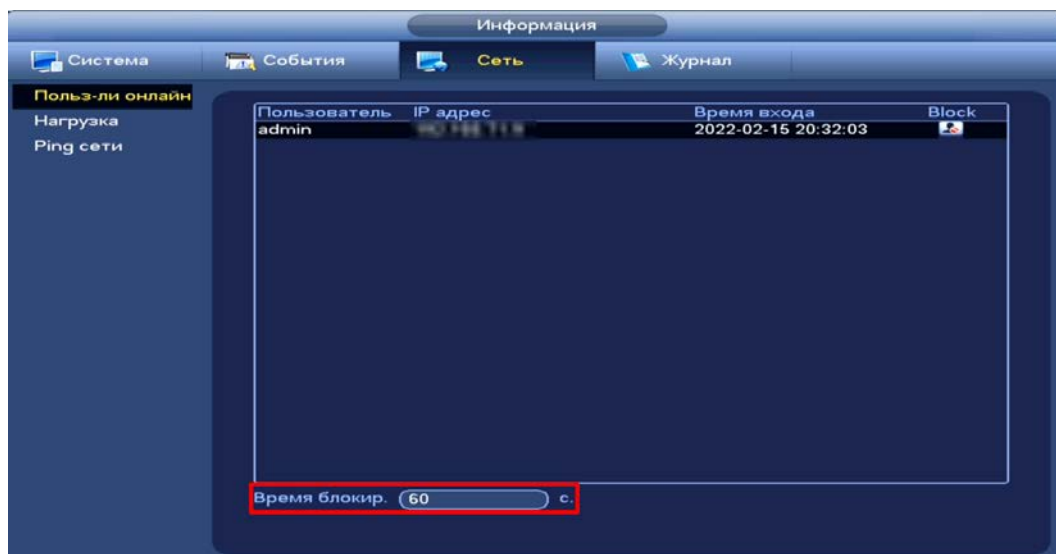 Информация
Система События Сеть Журнал
Польз-ли онлайн
Нагрузка
Ping сети
Пользователь IP адрес Время входа Block
admin 2022-02-15 20:32:03
Время блокир. 60 с.